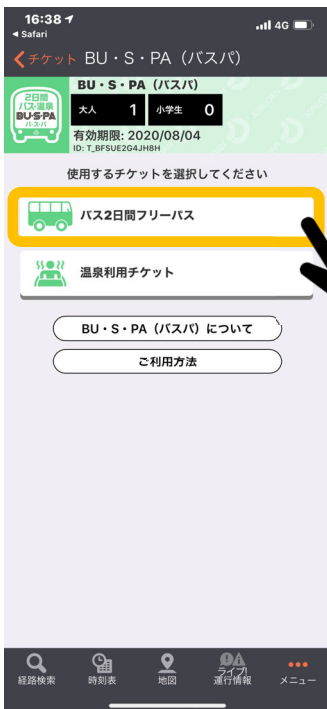 16:38
4G
◀ Safari
チケット BU・S・PA（バスパ）
2日間
バス・温泉
BU・S・PA
バ・ス・パ
BU・S・PA（バスパ）
大人 1 小学生 0
有効期限: 2020/08/04
ID: T_BFSUE2G4JH8H
使用するチケットを選択してください
バス2日間フリーパス
温泉利用チケット
BU・S・PA（バスパ）について
ご利用方法
経路検索
時刻表
地図
ライブ!
運行情報
メニュー